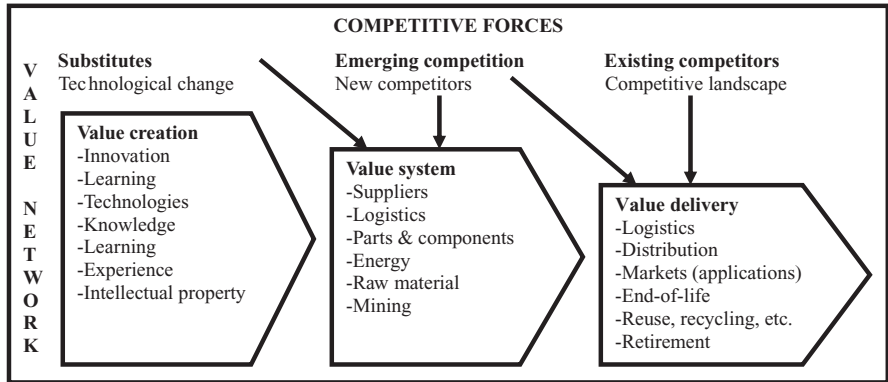 COMPETITIVE FORCES
VALUE NETWORK
Substitutes
Technological change
Emerging competition
New competitors
Existing competitors
Competitive landscape
Value creation
-Innovation
-Learning
-Technologies
-Knowledge
-Learning
-Experience
-Intellectual property
Value system
-Suppliers
-Logistics
-Parts & components
-Energy
-Raw material
-Mining
Value delivery
-Logistics
-Distribution
-Markets (applications)
-End-of-life
-Reuse, recycling, etc.
-Retirement